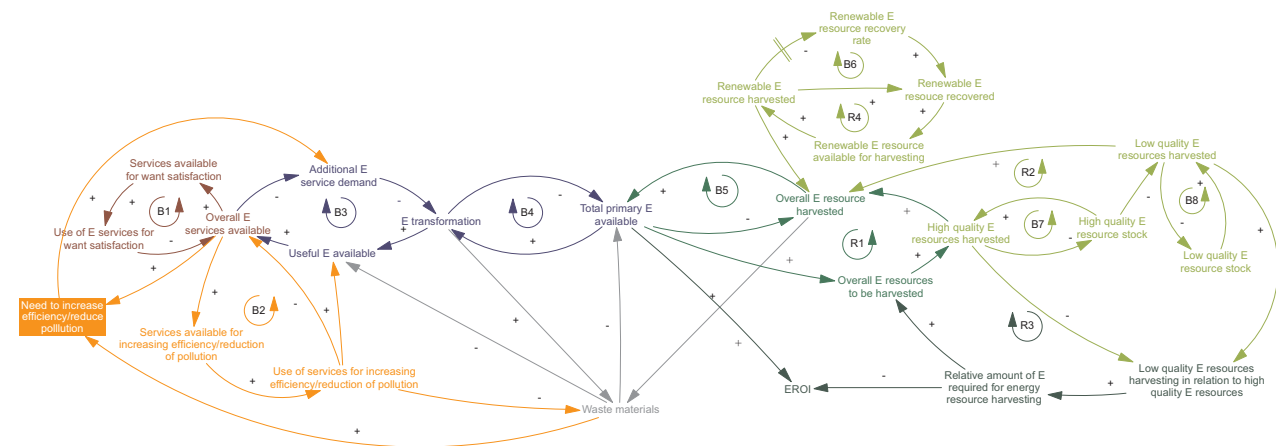 Renewable E
resource recovery
rate
-
+
B6
Renewable E
resource harvested
+
Renewable E
resouce recovered
R4
+
+
+
Renewable E resource
available for harvesting
Low quality E
resources harvested
+
R2
+
B8
-
+
Additional E
service demand
Services available
for want satisfaction
+
+
B1
Use of E services for
want satisfaction
-
Overall E
services available
-
B3
-
+
E transformation
+
-
B4
+
Total primary E
available
+
B5
-
Overall E resource
harvested
+
+
B7
-
High quality E
resource stock
-
High quality E
resources harvested
Low quality E
resource stock
Useful E available
+
R1
+
+
Overall E resources
to be harvested
+
+
B2
-
+
Need to increase
efficiency/reduce
polllution
Services available for
increasing efficiency/reduction
of pollution
+
Use of services for increasing
efficiency/reduction of pollution
-
-
+
-
+
+
+
R3
-
EROI
-
Relative amount of E
required for energy
resource harvesting
+
Low quality E resources
harvesting in relation to high
quality E resources
Waste materials
+